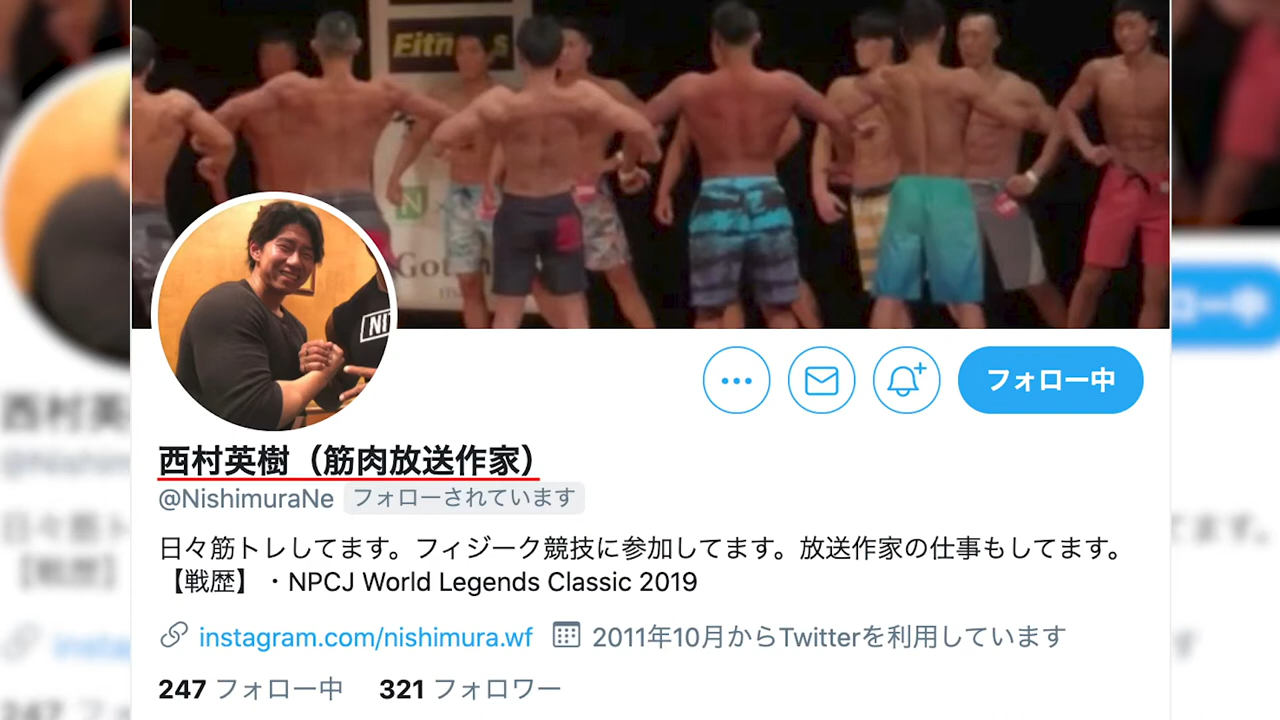 NI
西村英樹（筋肉放送作家）
@NishimuraNe フォローされています
フォロー中
日々筋トレしてます。フィジーク競技に参加してます。放送作家の仕事もしてます。
【戦歴】・NPCJ World Legends Classic 2019
instagram.com/nishimura.wf 2011年10月からTwitterを利用しています
247 フォロー中 321 フォロワー